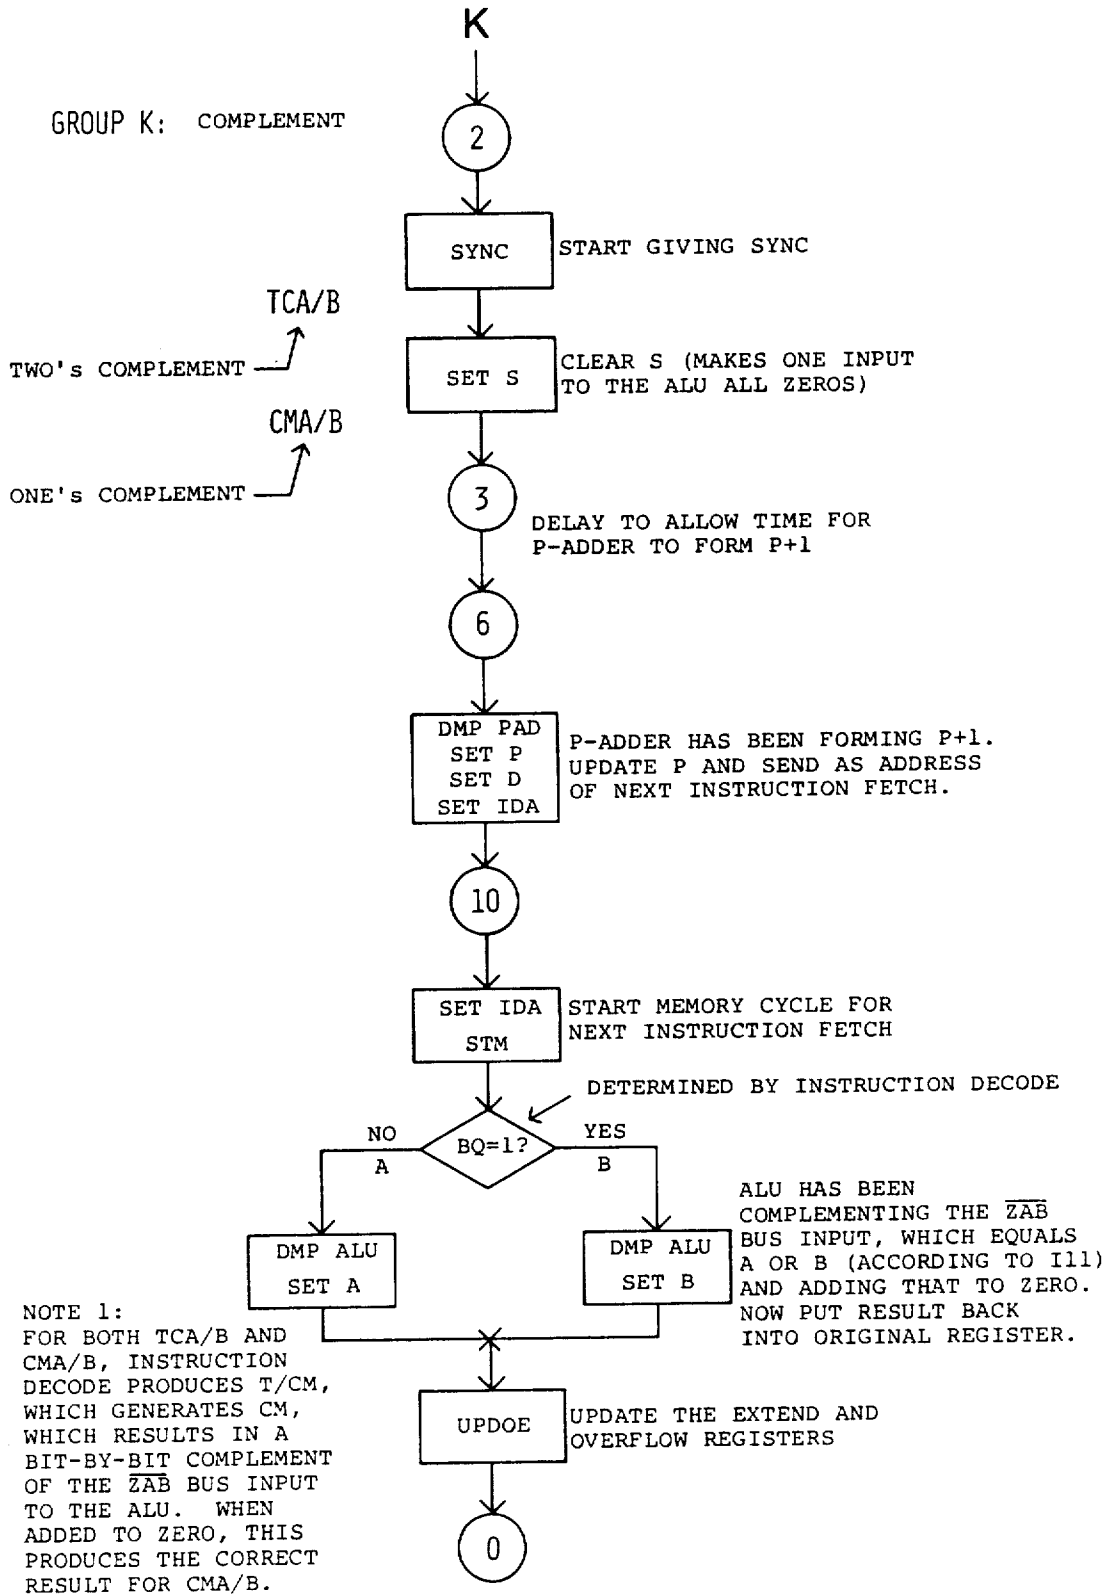 K
GROUP K: COMPLEMENT
2
SYNC
START GIVING SYNC
TCA/B
TWO's COMPLEMENT
SET S
CLEAR S (MAKES ONE INPUT
TO THE ALU ALL ZEROS)
CMA/B
ONE's COMPLEMENT
3
DELAY TO ALLOW TIME FOR
P-ADDER TO FORM P+1
6
DMP PAD
SET P
SET D
SET IDA
P-ADDER HAS BEEN FORMING P+1.
UPDATE P AND SEND AS ADDRESS
OF NEXT INSTRUCTION FETCH.
10
SET IDA
STM
START MEMORY CYCLE FOR
NEXT INSTRUCTION FETCH
DETERMINED BY INSTRUCTION DECODE
BQ=1?
NO
A
YES
B
DMP ALU
SET A
DMP ALU
SET B
ALU HAS BEEN
COMPLEMENTING THE Z̅A̅B̅
BUS INPUT, WHICH EQUALS
A OR B (ACCORDING TO I11)
AND ADDING THAT TO ZERO.
NOW PUT RESULT BACK
INTO ORIGINAL REGISTER.
NOTE 1:
FOR BOTH TCA/B AND
CMA/B, INSTRUCTION
DECODE PRODUCES T/CM,
WHICH GENERATES CM,
WHICH RESULTS IN A
BIT-BY-BIT COMPLEMENT
OF THE Z̅A̅B̅ BUS INPUT
TO THE ALU. WHEN
ADDED TO ZERO, THIS
PRODUCES THE CORRECT
RESULT FOR CMA/B.
UPDOE
UPDATE THE EXTEND AND
OVERFLOW REGISTERS
0